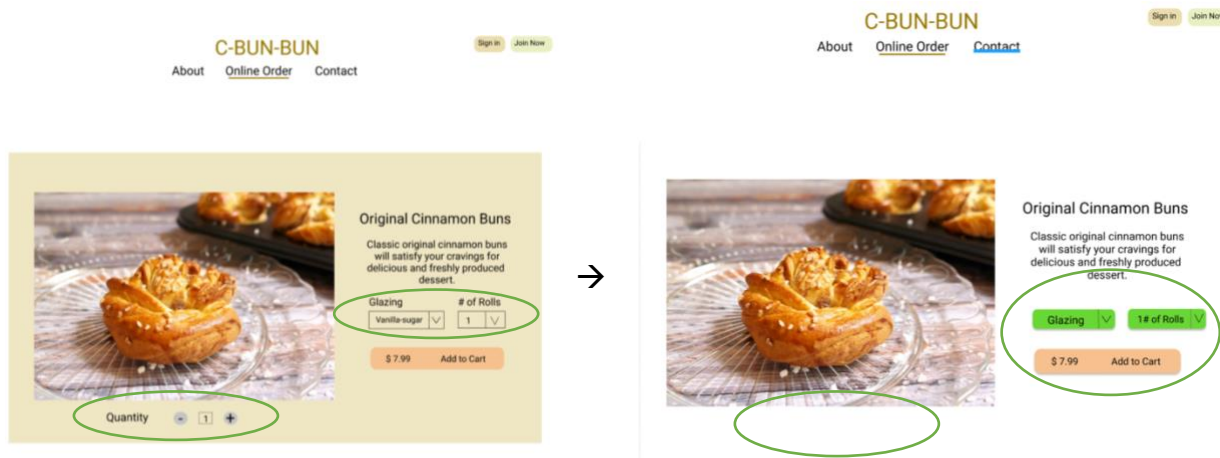 C-BUN-BUN
Sign in Join Now
About Online Order Contact
Original Cinnamon Buns
Classic original cinnamon buns
will satisfy your cravings for
delicious and freshly produced
dessert.
Glazing # of Rolls
Vanilla-sugar V 1 V
$ 7.99 Add to Cart
Quantity - 1 +
→
C-BUN-BUN
Sign in Join Now
About Online Order Contact
Original Cinnamon Buns
Classic original cinnamon buns
will satisfy your cravings for
delicious and freshly produced
dessert.
Glazing V 1# of Rolls V
$ 7.99 Add to Cart